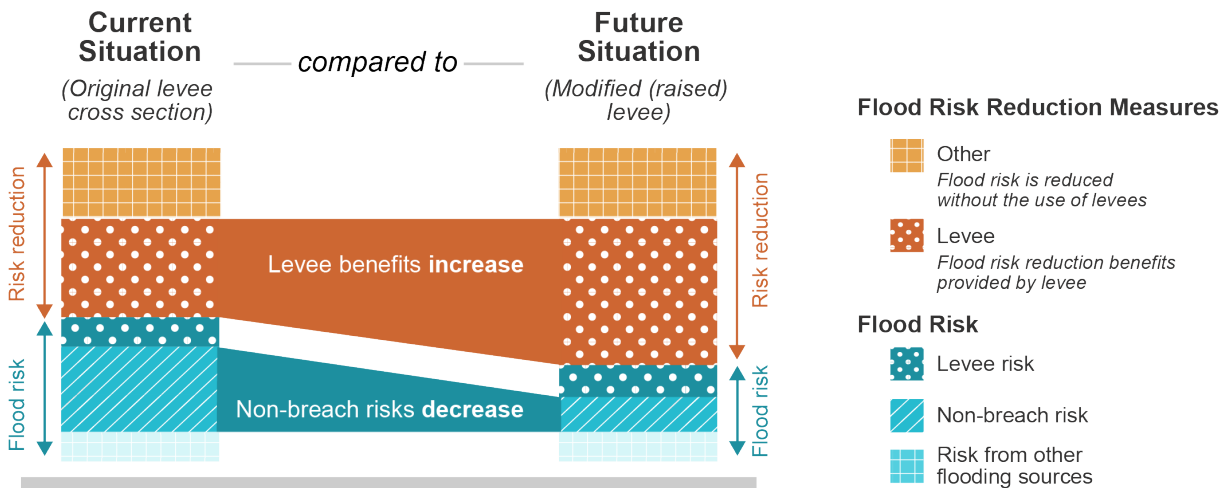 Current
Situation
(Original levee
cross section)
compared to
Future
Situation
(Modified (raised)
levee)
Risk reduction
Flood risk
Levee benefits increase
Non-breach risks decrease
Risk reduction
Flood risk
Flood Risk Reduction Measures
Other
Flood risk is reduced
without the use of levees
Levee
Flood risk reduction benefits
provided by levee
Flood Risk
Levee risk
Non-breach risk
Risk from other
flooding sources